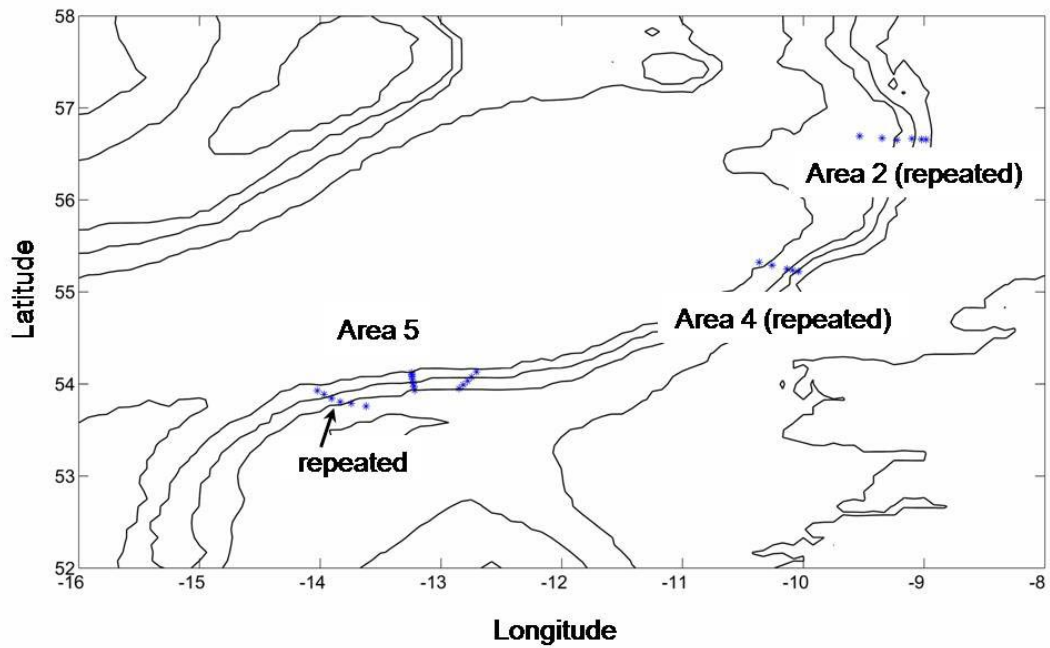 58
57
Area 2 (repeated)
56
Latitude
55
Area 4 (repeated)
Area 5
54
repeated
53
52
-16 -15 -14 -13 -12 -11 -10 -9 -8
Longitude